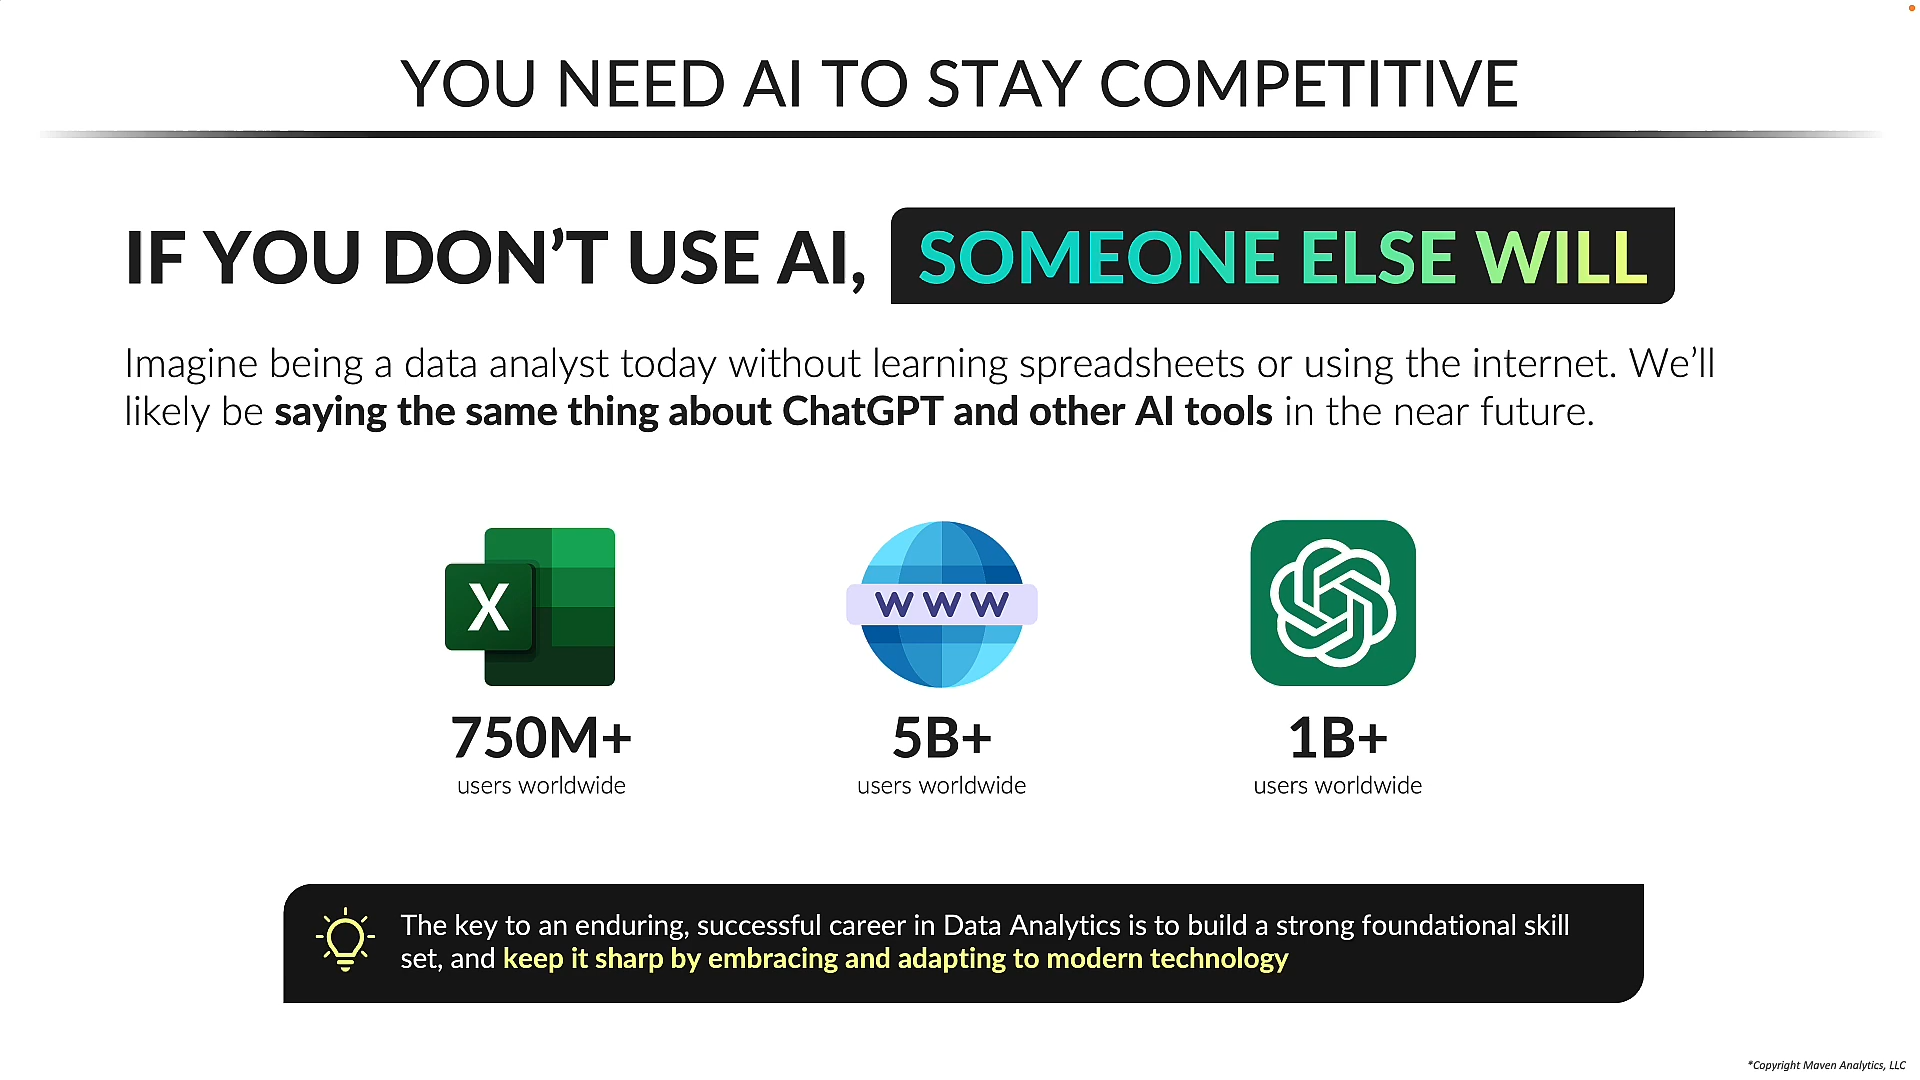 YOU NEED AI TO STAY COMPETITIVE
IF YOU DON'T USE AI, SOMEONE ELSE WILL
Imagine being a data analyst today without learning spreadsheets or using the internet. We'll
likely be saying the same thing about ChatGPT and other AI tools in the near future.
X
WWW
750M+
users worldwide
5B+
users worldwide
1B+
users worldwide
The key to an enduring, successful career in Data Analytics is to build a strong foundational skill
set, and keep it sharp by embracing and adapting to modern technology
*Copyright Maven Analytics, LLC